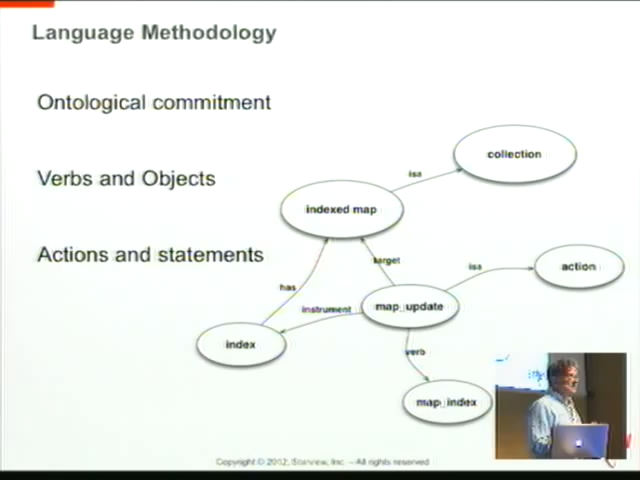 Language Methodology
Ontological commitment
collection
isa
Verbs and Objects
indexed map
Actions and statements
target
isa
action
has
instrument
map_update
index
verb
map_index
Copyright © 2012, Starview, Inc. – All rights reserved